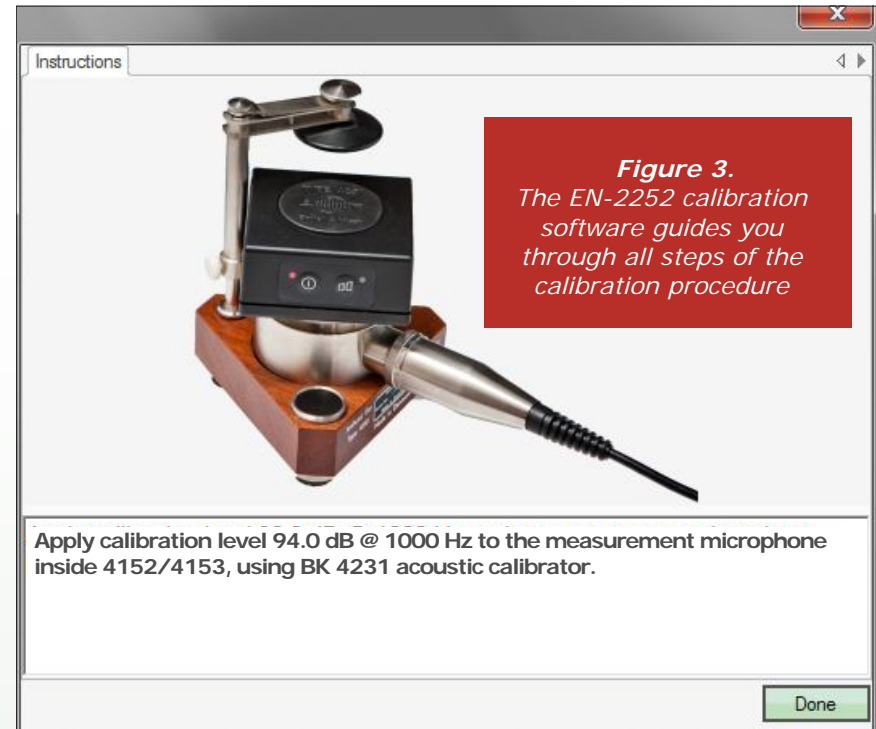 Instructions
Figure 3.
The EN-2252 calibration
software guides you
through all steps of the
calibration procedure
Apply calibration level 94.0 dB @ 1000 Hz to the measurement microphone
inside 4152/4153, using BK 4231 acoustic calibrator.
Done